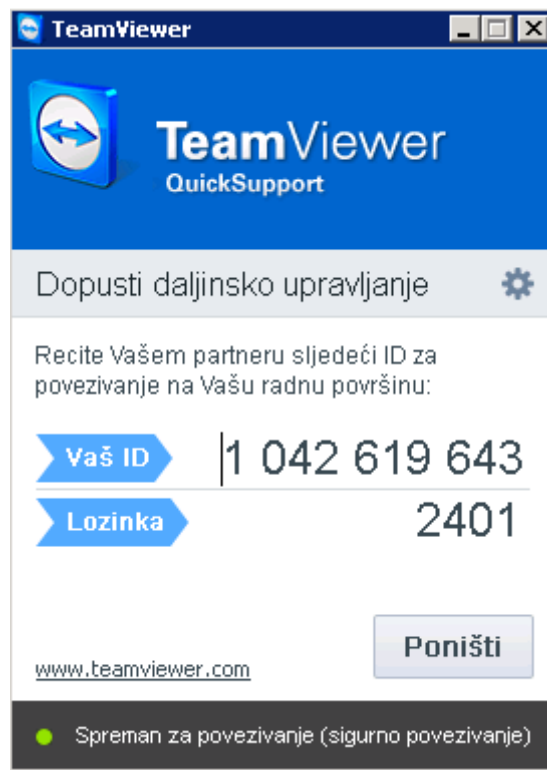 TeamViewer
TeamViewer
QuickSupport
Dopusti daljinsko upravljanje
Recite Vašem partneru sljedeći ID za
povezivanje na Vašu radnu površinu:
Vaš ID 1 042 619 643
Lozinka 2401
Poništi
www.teamviewer.com
Spreman za povezivanje (sigurno povezivanje)